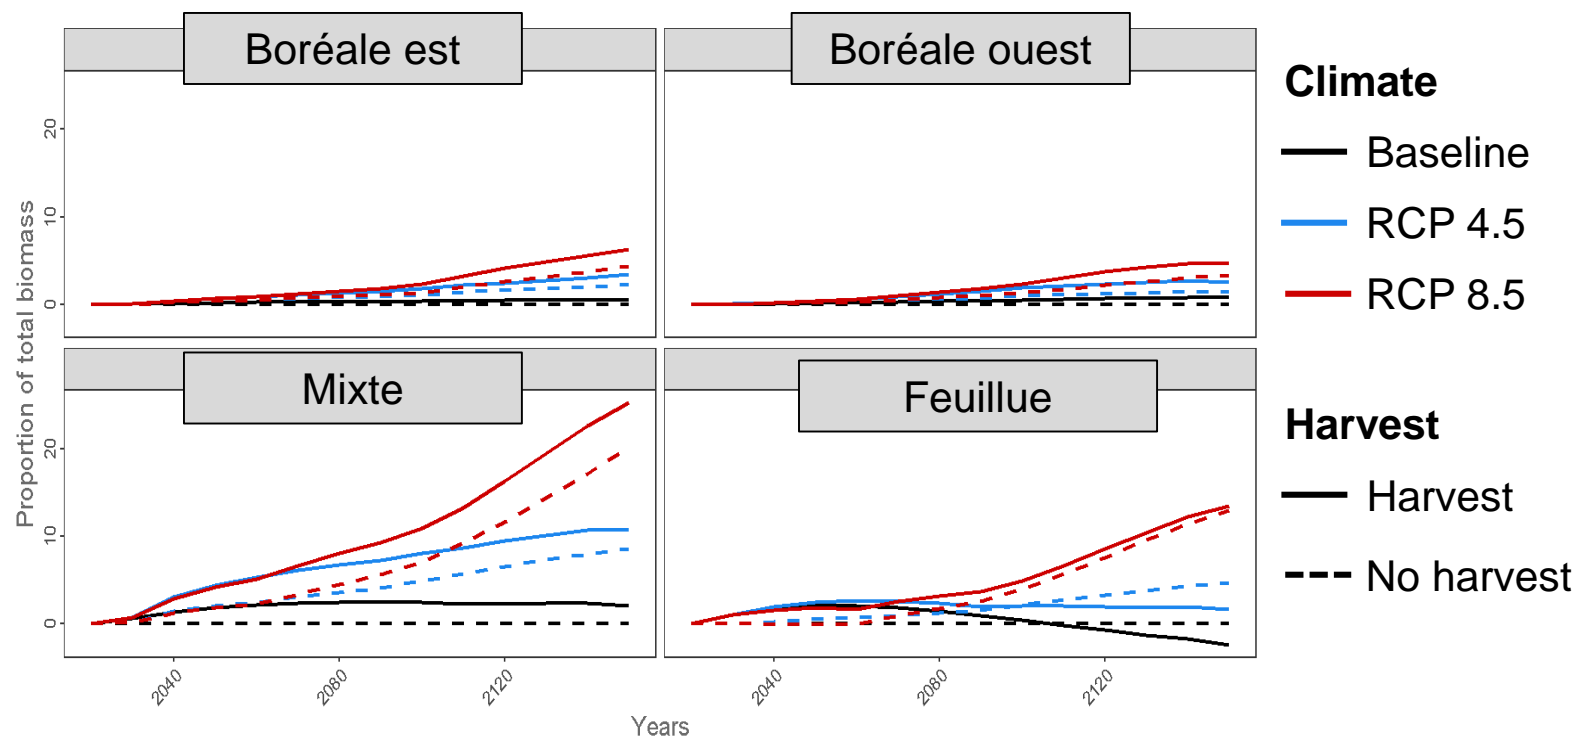 Boréale est
Boréale ouest
Climate
Baseline
RCP 4.5
RCP 8.5
20
10
0
Proportion of total biomass
Mixte
Feuillue
Harvest
Harvest
No harvest
20
10
0
2040
2080
2120
2040
2080
2120
Years